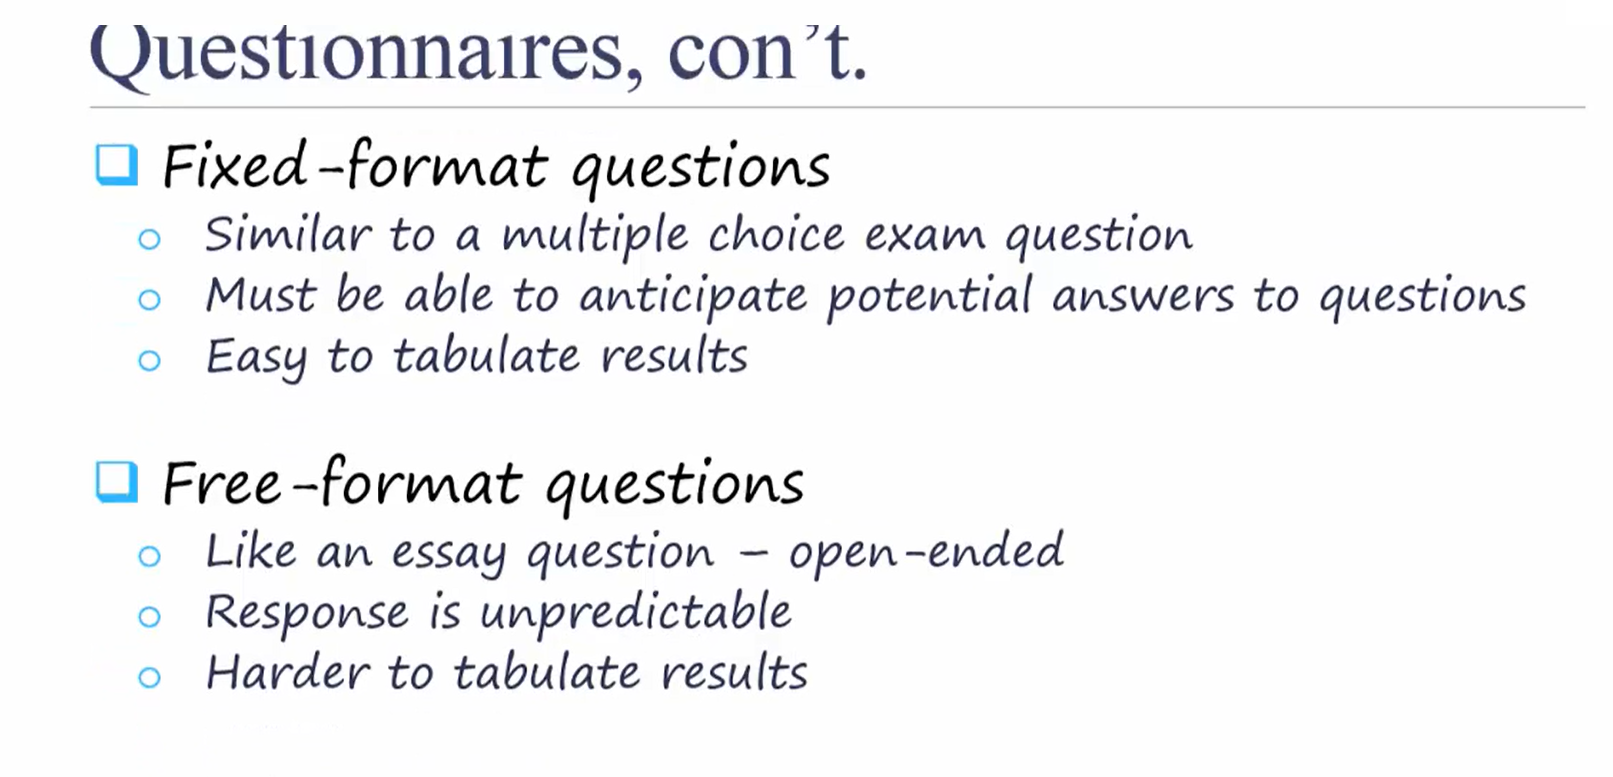 Questionnaires, con’t.
Fixed-format questions
Similar to a multiple choice exam question
Must be able to anticipate potential answers to questions
Easy to tabulate results
Free-format questions
Like an essay question – open-ended
Response is unpredictable
Harder to tabulate results